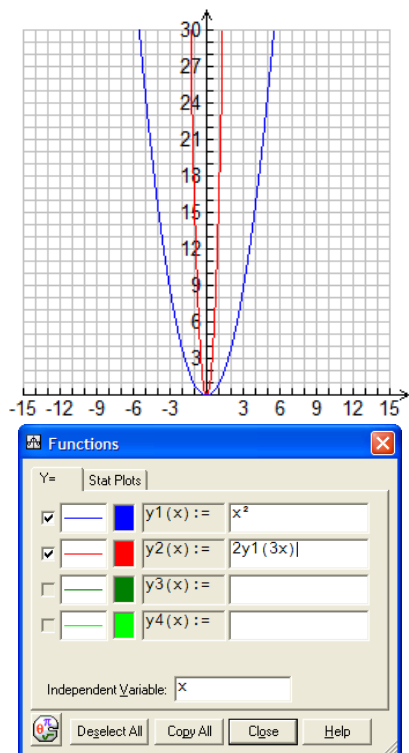 30
27
24
21
18
15
12
9
6
3
-15 -12 -9 -6 -3 3 6 9 12 15
Functions
Y= Stat Plots
y1(x):= x²
y2(x):= 2y1(3x)
y3(x):=
y4(x):=
Independent Variable: x
θπ Deselect All Copy All Close Help